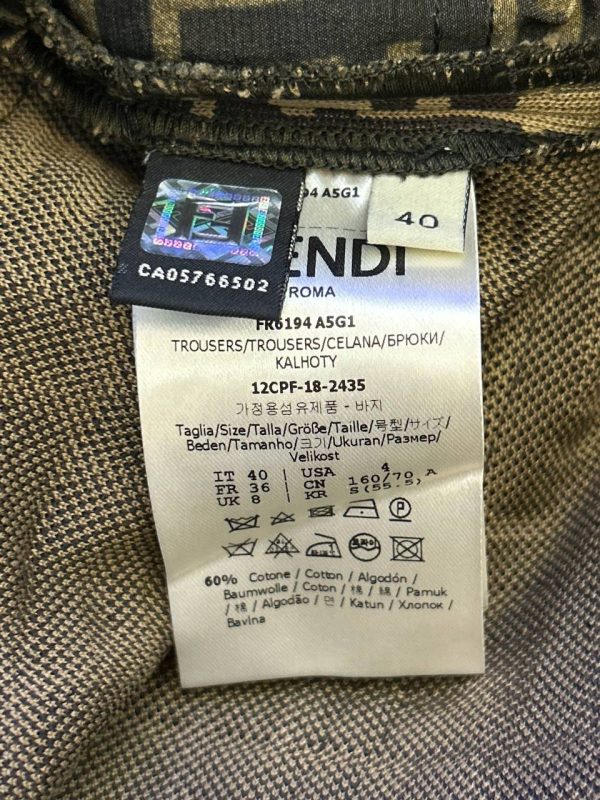 94 A5G1
40
ENDI
ROMA
CA05766502
FR6194 A5G1
TROUSERS/TROUSERS/CELANA/БРЮКИ/
KALHOTY
12CPF-18-2435
가정용섬유제품 - 바지
Taglia/Size/Talla/Größe/Taille/号型/サイズ/
Beden/Tamanho/크기/Ukuran/Размер/
Velikost
IT 40 USA 4
FR 36 CN 160/70 A
UK 8 KR S(55.5)
60% Cotone / Cotton / Algodón /
Baumwolle / Coton / 棉 / 綿 / Pamuk
/ 棉 / Algodão / 면 / Katun / Хлопок /
Bavlna